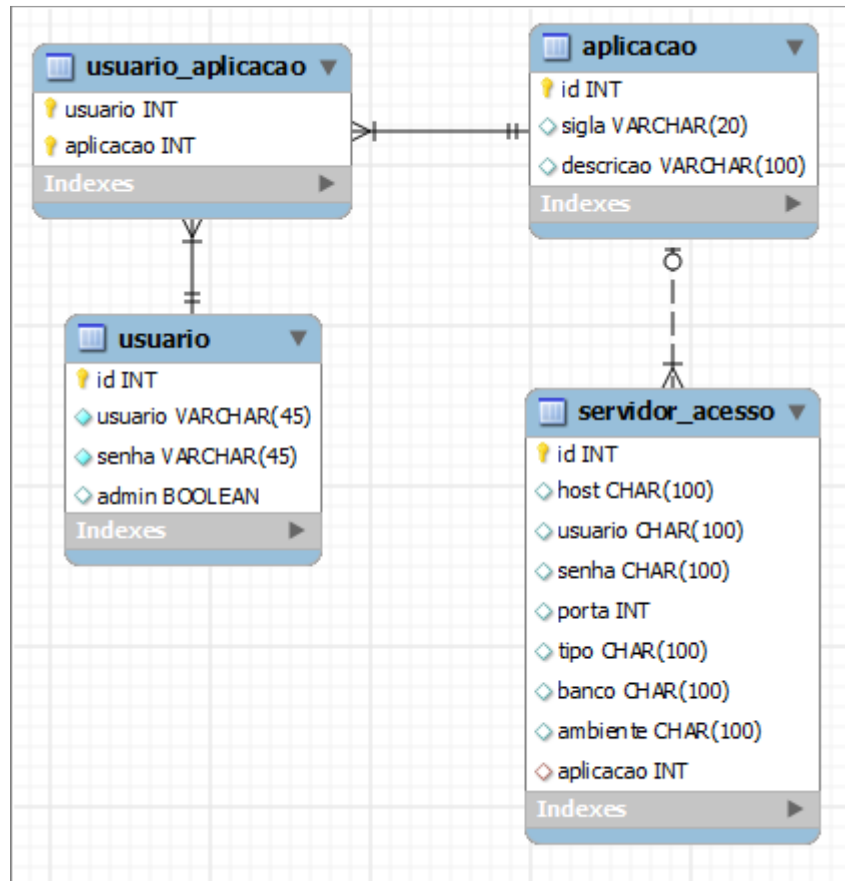 usuario_aplicacao
usuario INT
aplicacao INT
Indexes
aplicacao
id INT
sigla VARCHAR(20)
descricao VARCHAR(100)
Indexes
usuario
id INT
usuario VARCHAR(45)
senha VARCHAR(45)
admin BOOLEAN
Indexes
servidor_acesso
id INT
host CHAR(100)
usuario CHAR(100)
senha CHAR(100)
porta INT
tipo CHAR(100)
banco CHAR(100)
ambiente CHAR(100)
aplicacao INT
Indexes